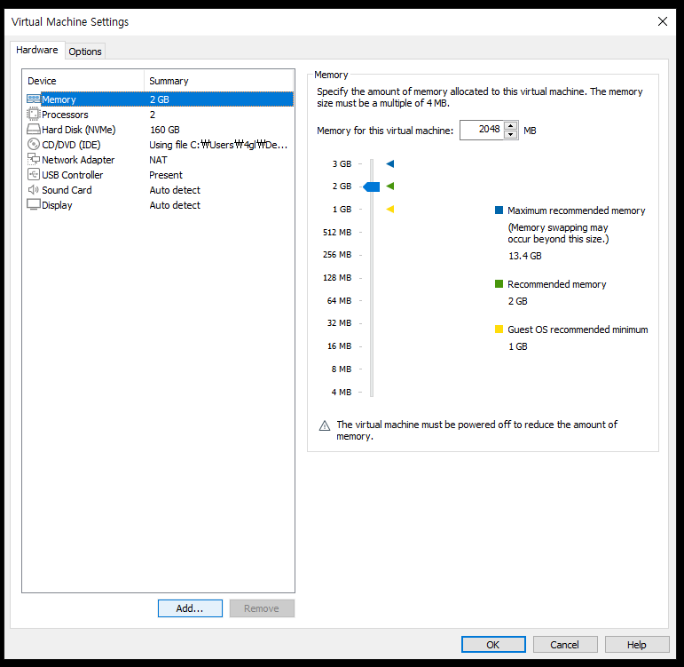 Virtual Machine Settings
Hardware
Options
Device Summary
Memory 2 GB
Processors 2
Hard Disk (NVMe) 160 GB
CD/DVD (IDE) Using file C:₩Users₩4gl₩De...
Network Adapter NAT
USB Controller Present
Sound Card Auto detect
Display Auto detect
Add...
Remove
Memory
Specify the amount of memory allocated to this virtual machine. The memory
size must be a multiple of 4 MB.
Memory for this virtual machine: 2048 MB
3 GB
2 GB
1 GB
512 MB
256 MB
128 MB
64 MB
32 MB
16 MB
8 MB
4 MB
Maximum recommended memory
(Memory swapping may
occur beyond this size.)
13.4 GB
Recommended memory
2 GB
Guest OS recommended minimum
1 GB
The virtual machine must be powered off to reduce the amount of
memory.
OK
Cancel
Help